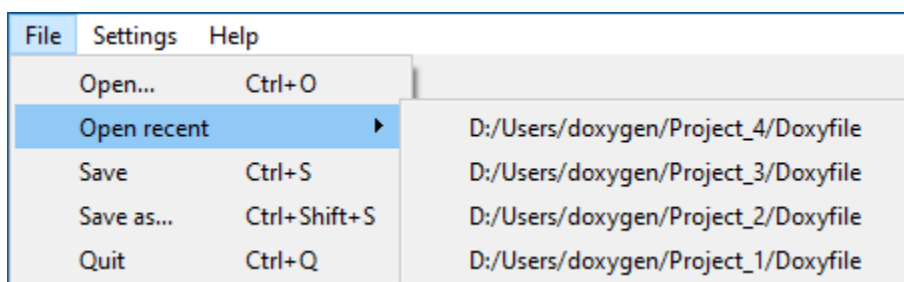 File Settings Help
Open... Ctrl+O
Open recent D:/Users/doxygen/Project_4/Doxyfile
Save Ctrl+S D:/Users/doxygen/Project_3/Doxyfile
Save as... Ctrl+Shift+S D:/Users/doxygen/Project_2/Doxyfile
Quit Ctrl+Q D:/Users/doxygen/Project_1/Doxyfile